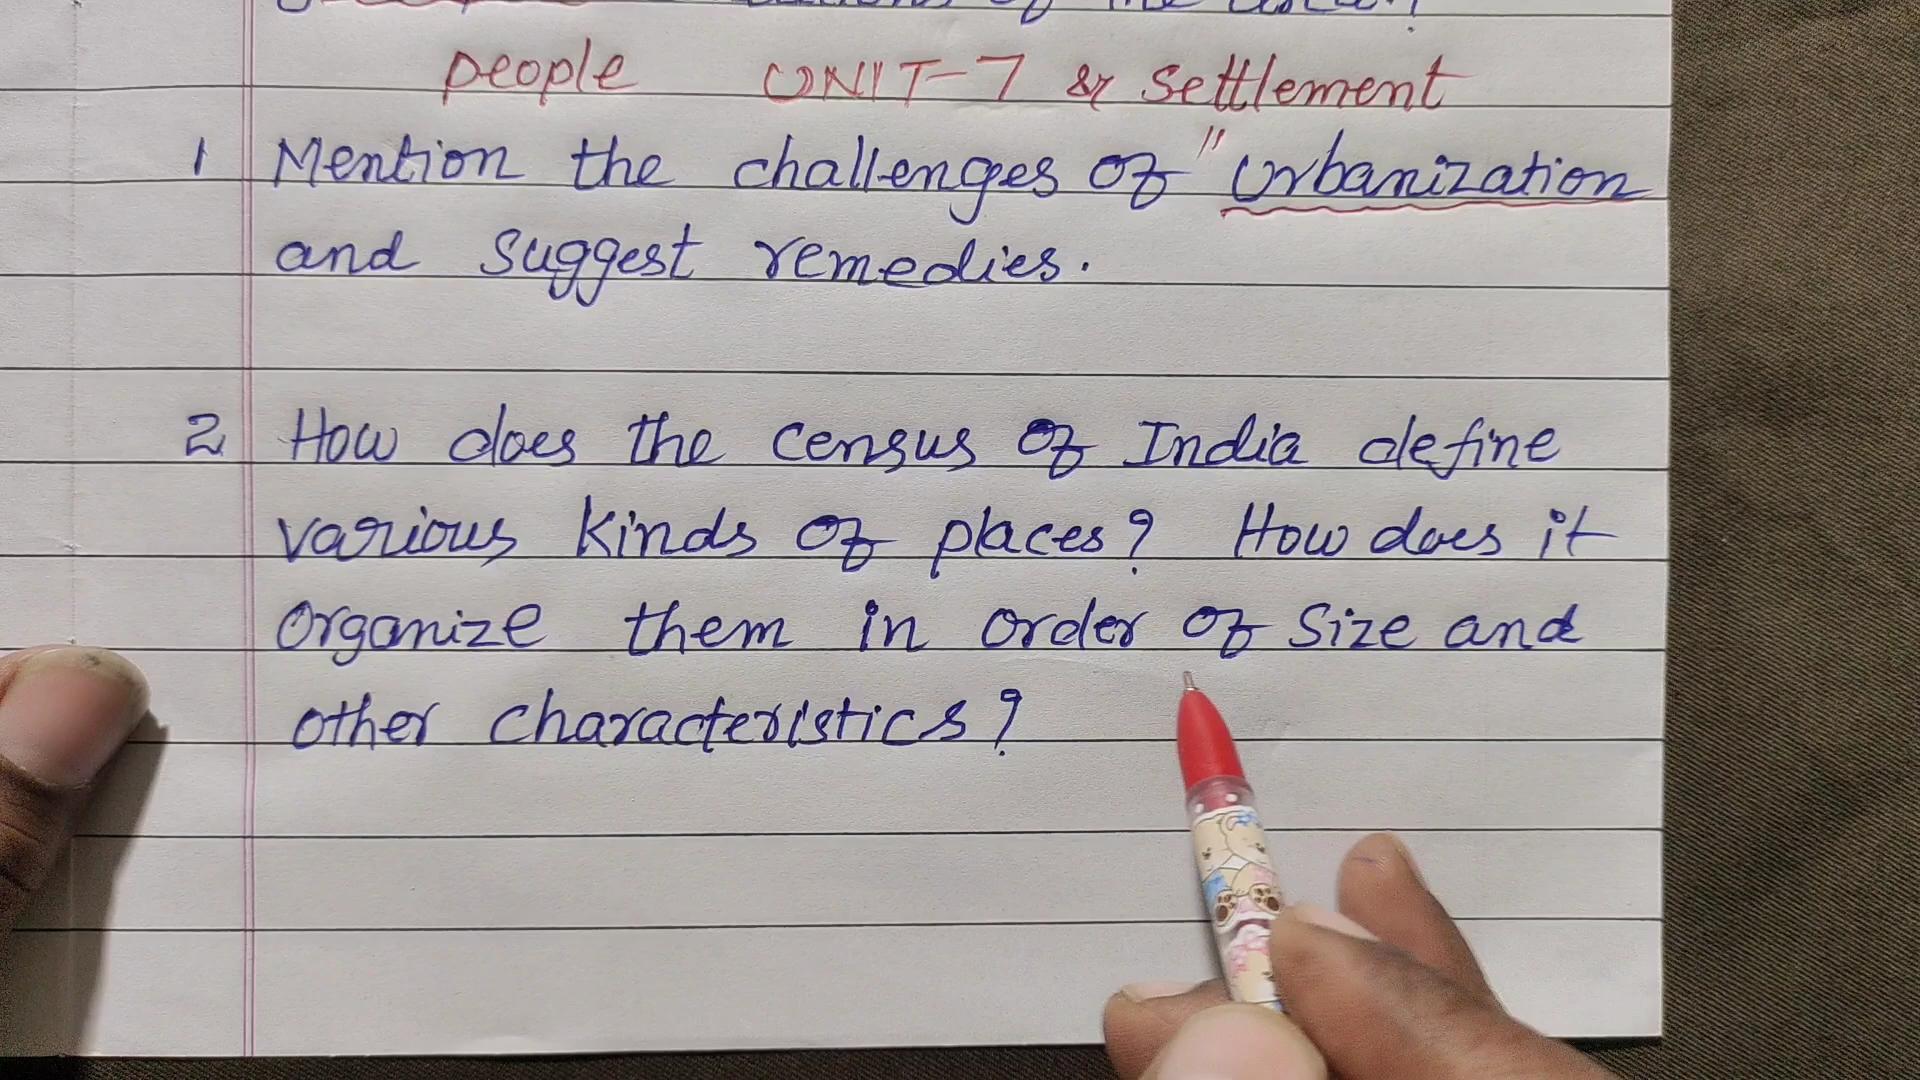 people UNIT-7 & Settlement
1 Mention the challenges of "Urbanization
and suggest remedies.
2 How does the census of India define
various kinds of places? How does it
organize them in order of size and
other characteristics?